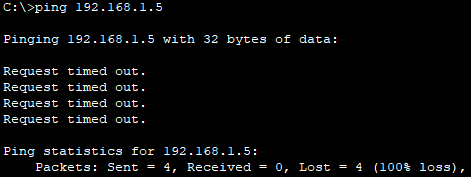 C:\>ping 192.168.1.5
Pinging 192.168.1.5 with 32 bytes of data:
Request timed out.
Request timed out.
Request timed out.
Request timed out.
Ping statistics for 192.168.1.5:
Packets: Sent = 4, Received = 0, Lost = 4 (100% loss),